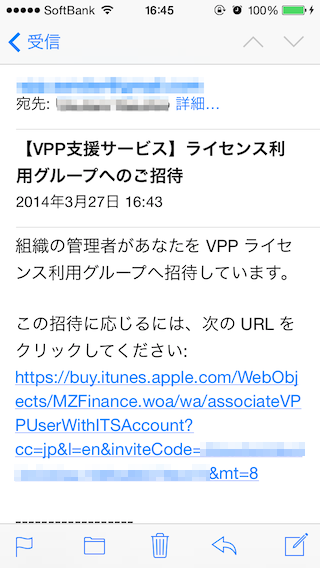 SoftBank 16:45 100%
受信
宛先: 詳細...
【VPP支援サービス】ライセンス利
用グループへのご招待
2014年3月27日 16:43
組織の管理者があなたを VPP ライセ
ンス利用グループへ招待しています。
この招待に応じるには、次の URL を
クリックしてください:
https://buy.itunes.apple.com/WebObj
ects/MZFinance.woa/wa/associateVP
PUserWithITSAccount?
cc=jp&l=en&inviteCode=
&mt=8
-------------------